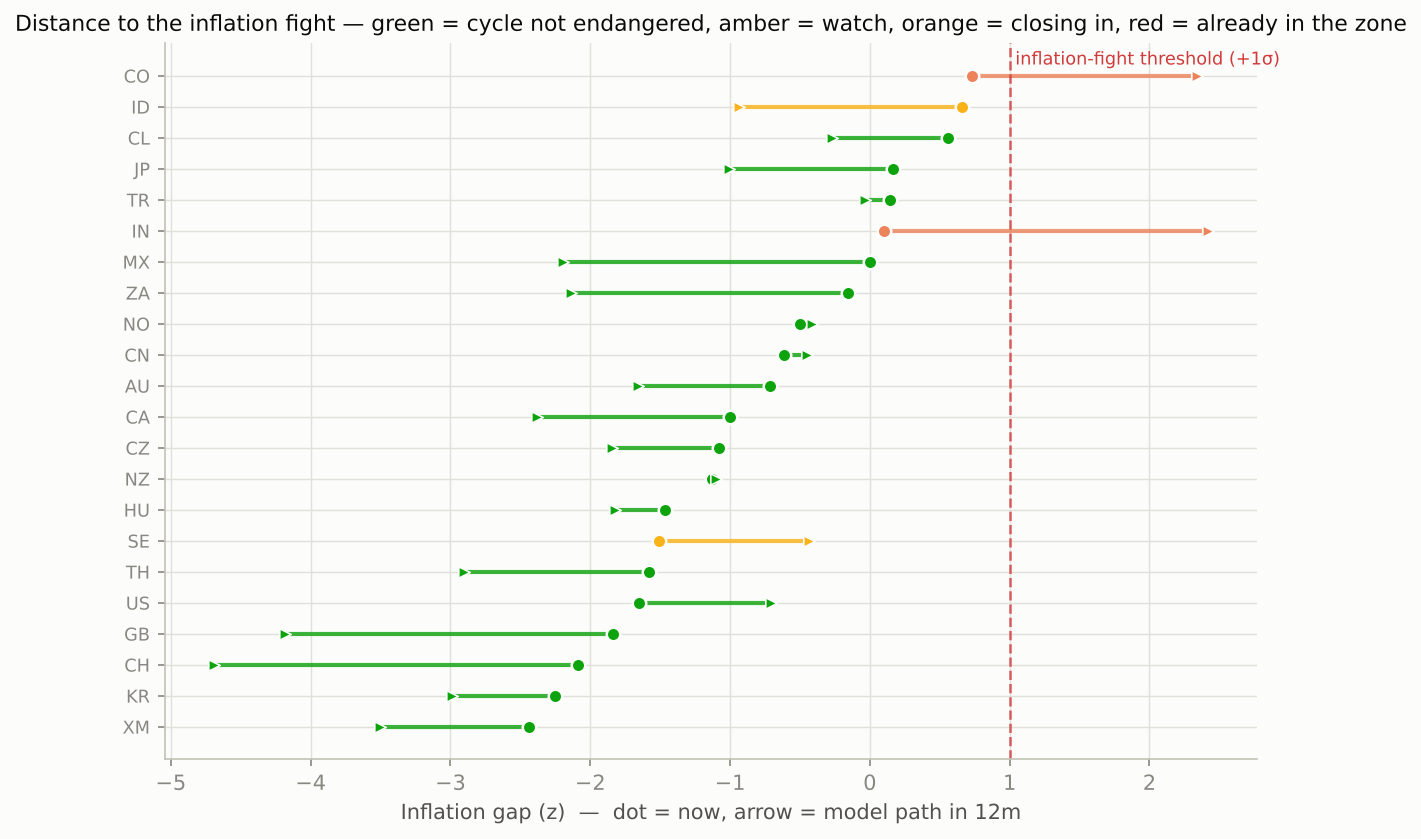 Distance to the inflation fight — green = cycle not endangered, amber = watch, orange = closing in, red = already in the zone
inflation-fight threshold (+1σ)
CO
ID
CL
JP
TR
IN
MX
ZA
NO
CN
AU
CA
CZ
NZ
HU
SE
TH
US
GB
CH
KR
XM
−5 −4 −3 −2 −1 0 1 2
Inflation gap (z) — dot = now, arrow = model path in 12m